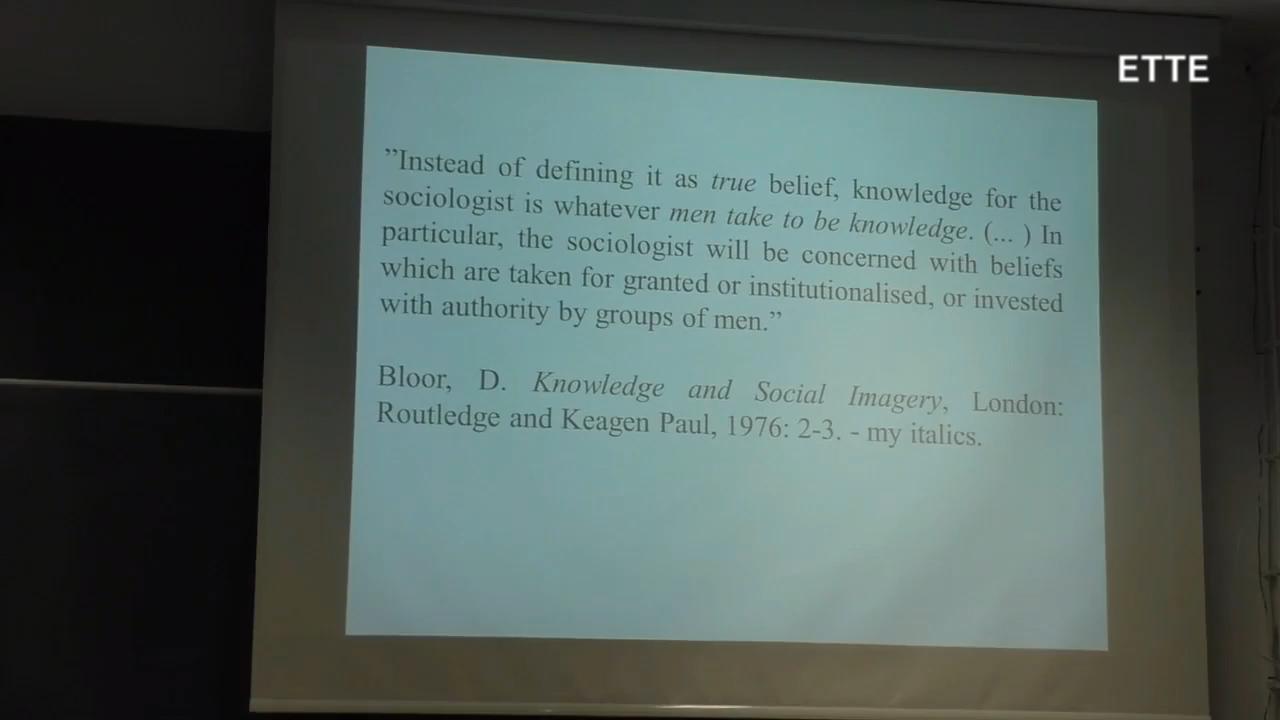 ETTE
”Instead of defining it as true belief, knowledge for the
sociologist is whatever men take to be knowledge. (... ) In
particular, the sociologist will be concerned with beliefs
which are taken for granted or institutionalised, or invested
with authority by groups of men.”
Bloor, D. Knowledge and Social Imagery, London:
Routledge and Keagen Paul, 1976: 2-3. - my italics.